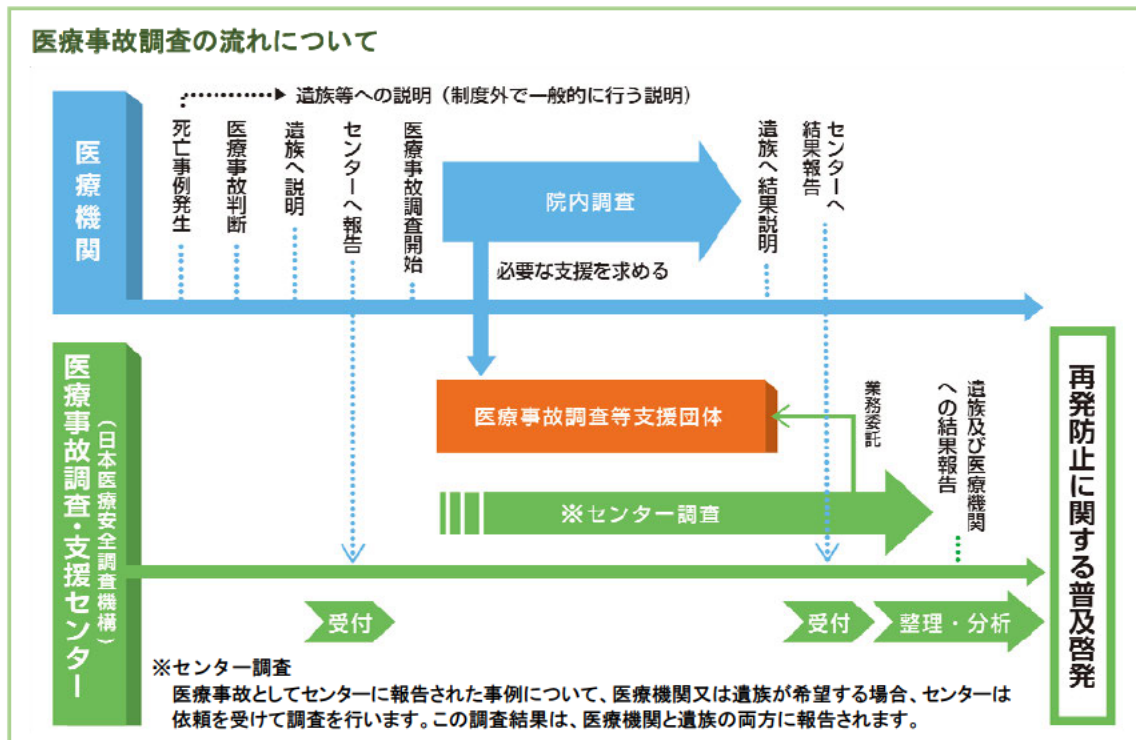 医療事故調査の流れについて
遺族等への説明（制度外で一般的に行う説明）
医療機関
死亡事例発生
医療事故判断
遺族へ説明
センターへ報告
医療事故調査開始
院内調査
必要な支援を求める
遺族へ結果説明
センターへ
結果報告
医療事故調査・支援センター
（日本医療安全調査機構）
医療事故調査等支援団体
業務委託
※センター調査
遺族及び医療機関
への結果報告
受付
受付
整理・分析
再発防止に関する普及啓発
※センター調査
医療事故としてセンターに報告された事例について、医療機関又は遺族が希望する場合、センターは
依頼を受けて調査を行います。この調査結果は、医療機関と遺族の両方に報告されます。